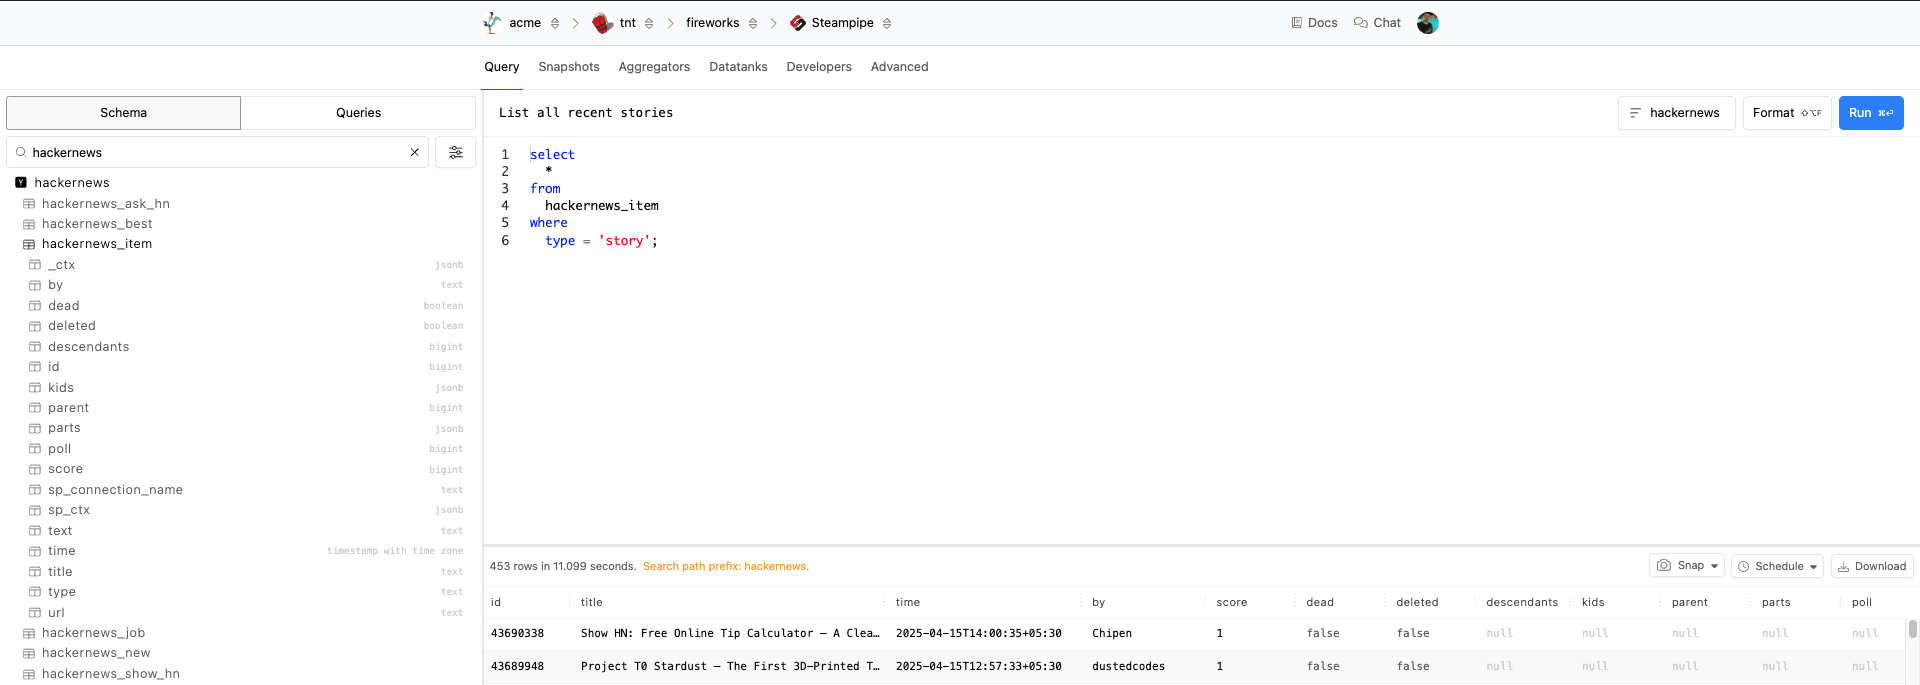 acme tnt fireworks Steampipe Docs Chat
Query Snapshots Aggregators Datatanks Developers Advanced
Schema Queries
hackernews
hackernews
hackernews_ask_hn
hackernews_best
hackernews_item
_ctx jsonb
by text
dead boolean
deleted boolean
descendants bigint
id bigint
kids jsonb
parent bigint
parts jsonb
poll bigint
score bigint
sp_connection_name text
sp_ctx jsonb
text text
time timestamp with time zone
title text
type text
url text
hackernews_job
hackernews_new
hackernews_show_hn
List all recent stories hackernews Format ⇧⌥F Run ⌘⏎
1 select
2 *
3 from
4 hackernews_item
5 where
6 type = 'story';
453 rows in 11.099 seconds. Search path prefix: hackernews. Snap Schedule Download
id title time by score dead deleted descendants kids parent parts poll
43690338 Show HN: Free Online Tip Calculator – A Clea… 2025-04-15T14:00:35+05:30 Chipen 1 false false null null null null null
43689948 Project T0 Stardust – The First 3D-Printed T… 2025-04-15T12:57:33+05:30 dustedcodes 1 false false null null null null null